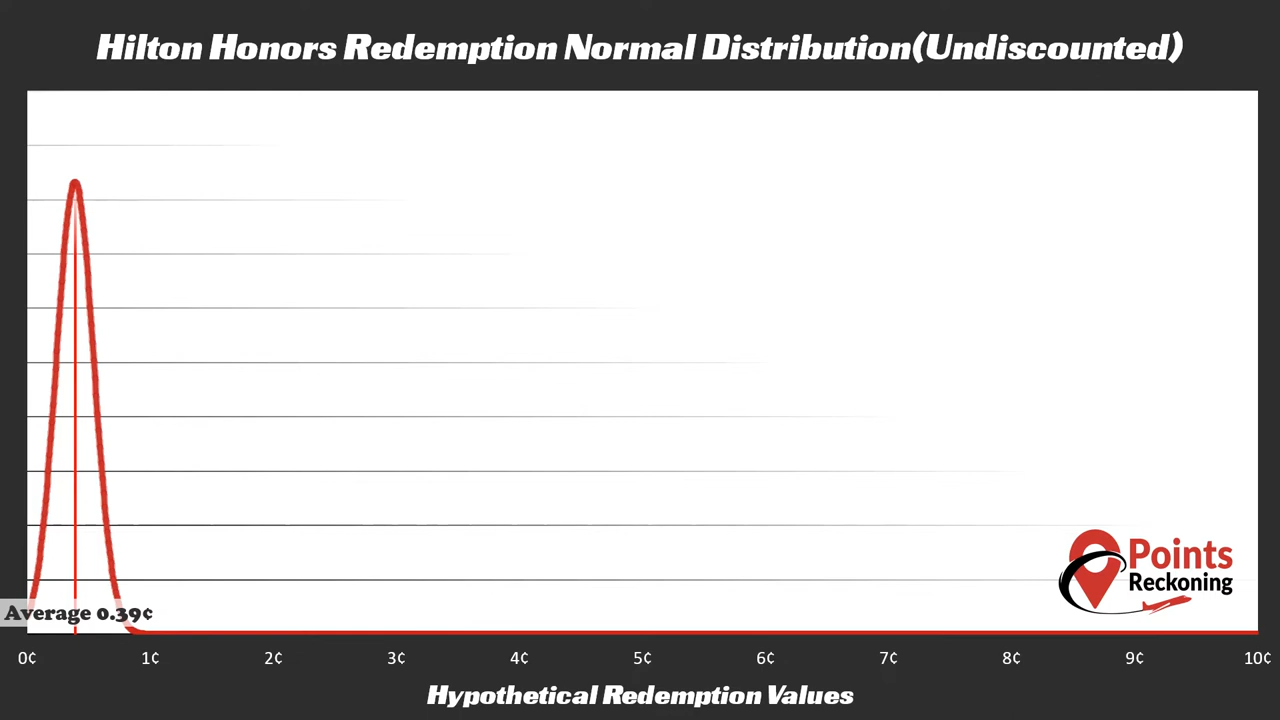 Hilton Honors Redemption Normal Distribution(Undiscounted)
Points
Reckoning
Average 0.39¢
0¢ 1¢ 2¢ 3¢ 4¢ 5¢ 6¢ 7¢ 8¢ 9¢ 10¢
Hypothetical Redemption Values